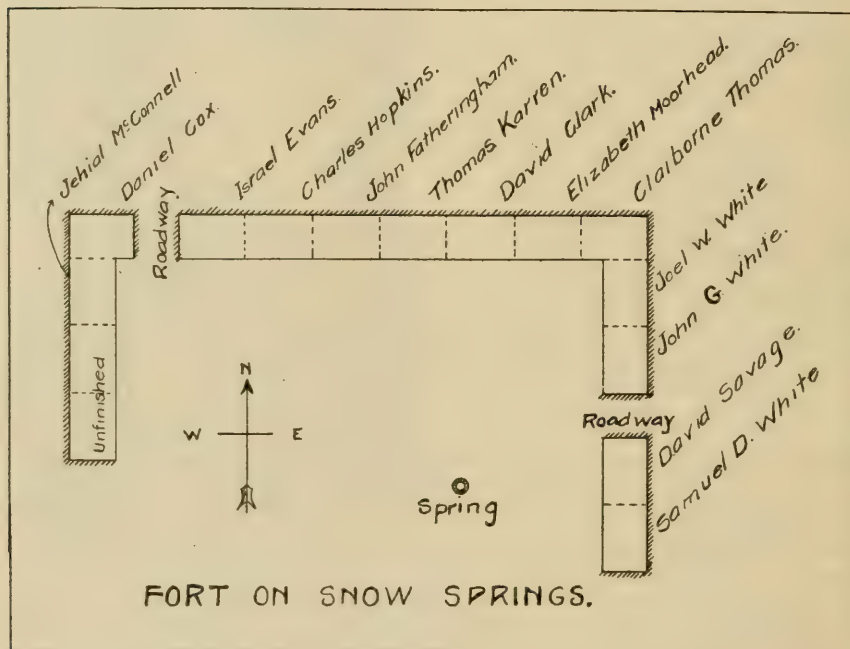 Jehial McConnell
Daniel Cox.
Israel Evans.
Charles Hopkins.
John Fatheringham.
Thomas Karren.
David Clark.
Elizabeth Moorhead.
Claiborne Thomas.
Joel W. White
John G. White.
Roadway
David Savage.
Samuel D. White
Roadway
Unfinished
N
W E
Spring
FORT ON SNOW SPRINGS.